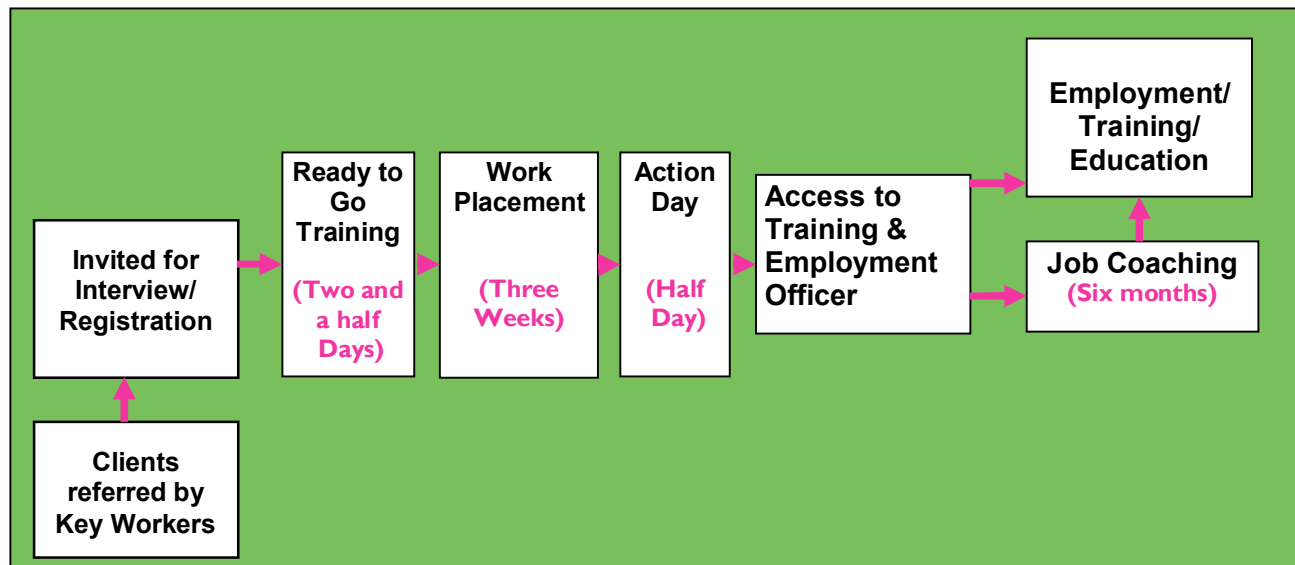 Clients
referred by
Key Workers
Invited for
Interview/
Registration
Ready to
Go
Training
(Two and
a half
Days)
Work
Placement
(Three
Weeks)
Action
Day
(Half
Day)
Access to
Training &
Employment
Officer
Job Coaching
(Six months)
Employment/
Training/
Education